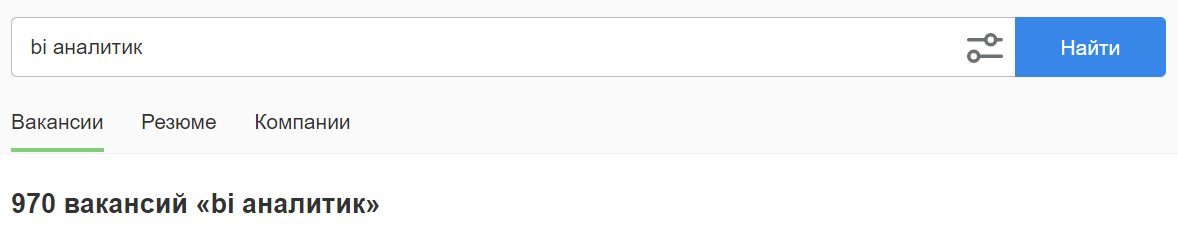 bi аналитик
Найти
Вакансии Резюме Компании
970 вакансий «bi аналитик»